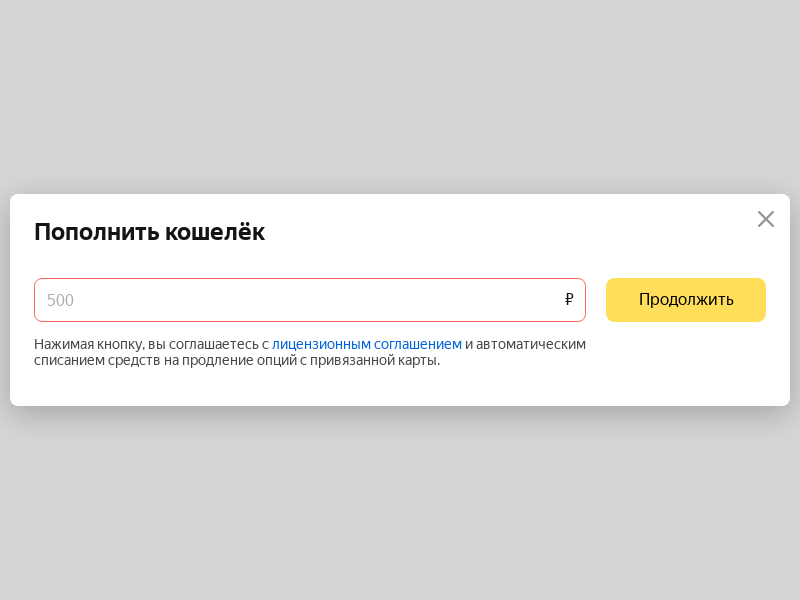 Пополнить кошелёк
500 ₽
Продолжить
Нажимая кнопку, вы соглашаетесь с лицензионным соглашением и автоматическим
списанием средств на продление опций с привязанной карты.